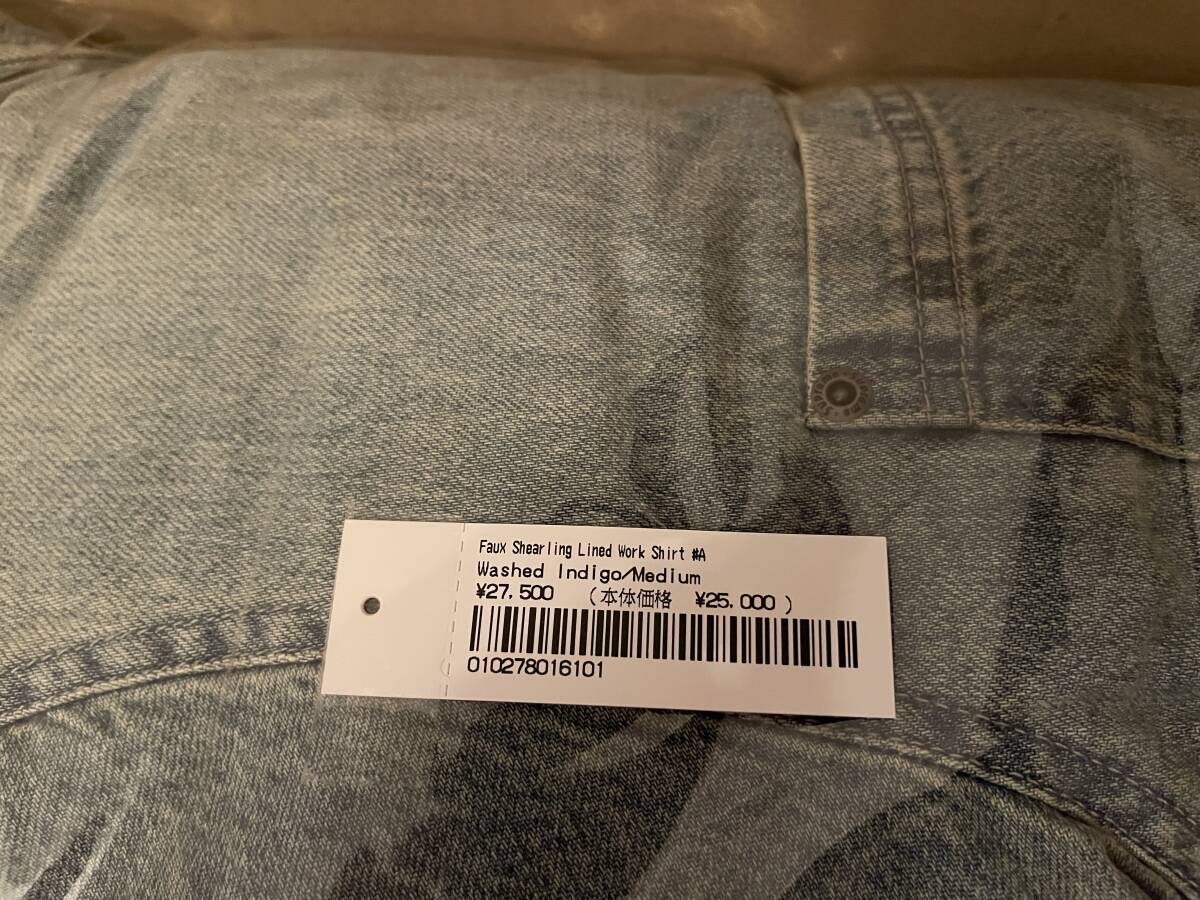 Faux Shearling Lined Work Shirt #A
Washed Indigo/Medium
¥27.500 (本体価格 ¥25.000 )
010278016101